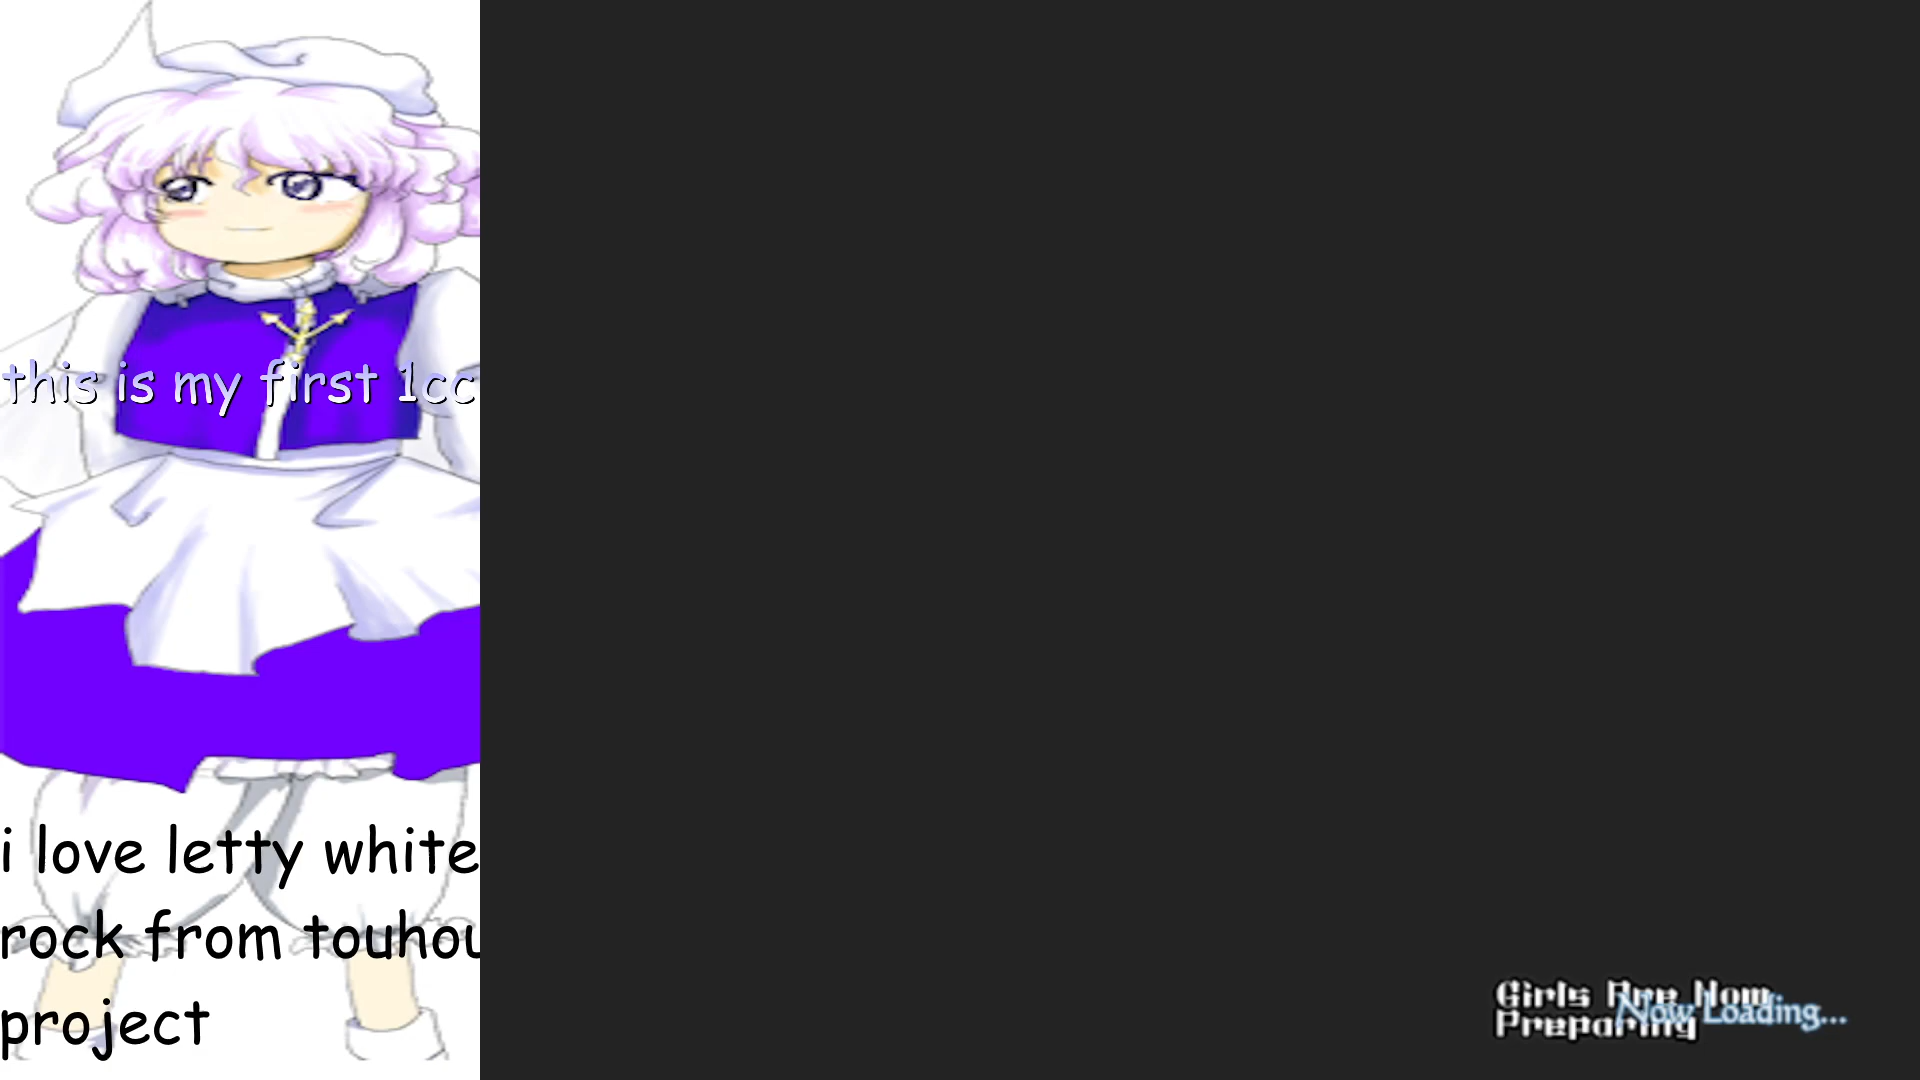 this is my first 1cc
i love letty white
rock from touhou
project
Girls Are Now
Preparing
Now Loading...